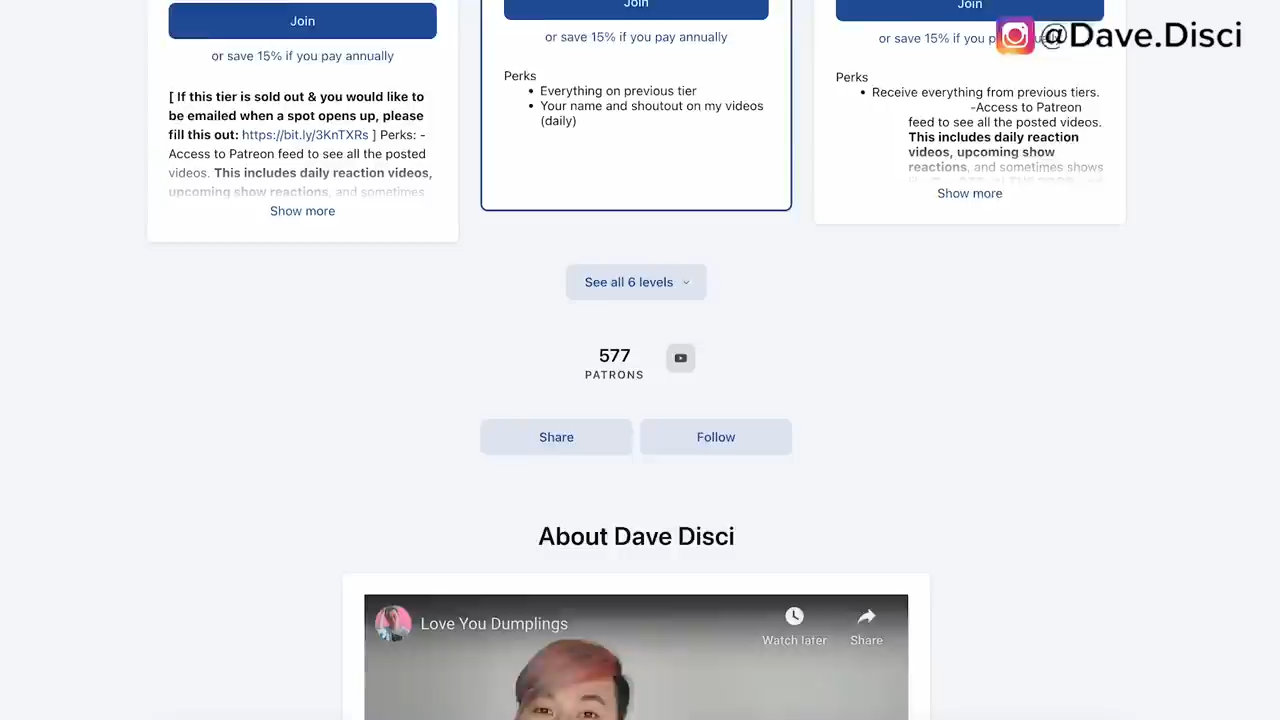 Join
or save 15% if you pay annually
[ If this tier is sold out & you would like to
be emailed when a spot opens up, please
fill this out: https://bit.ly/3KnTXRs ] Perks: -
Access to Patreon feed to see all the posted
videos. This includes daily reaction videos,
upcoming show reactions, and sometimes
Show more
Join
or save 15% if you pay annually
Perks
• Everything on previous tier
• Your name and shoutout on my videos
(daily)
Join
@Dave.Disci
or save 15% if you
Perks
• Receive everything from previous tiers.
-Access to Patreon
feed to see all the posted videos.
This includes daily reaction
videos, upcoming show
reactions, and sometimes shows
Show more
See all 6 levels
577
PATRONS
Share
Follow
About Dave Disci
Love You Dumplings
Watch later
Share